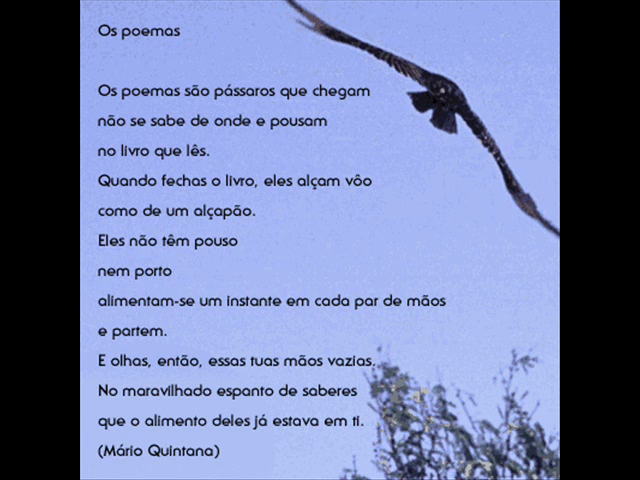 Os poemas
Os poemas são pássaros que chegam
não se sabe de onde e pousam
no livro que lês.
Quando fechas o livro, eles alçam vôo
como de um alçapão.
Eles não têm pouso
nem porto
alimentam-se um instante em cada par de mãos
e partem.
E olhas, então, essas tuas mãos vazias.
No maravilhado espanto de saberes
que o alimento deles já estava em ti.
(Mário Quintana)